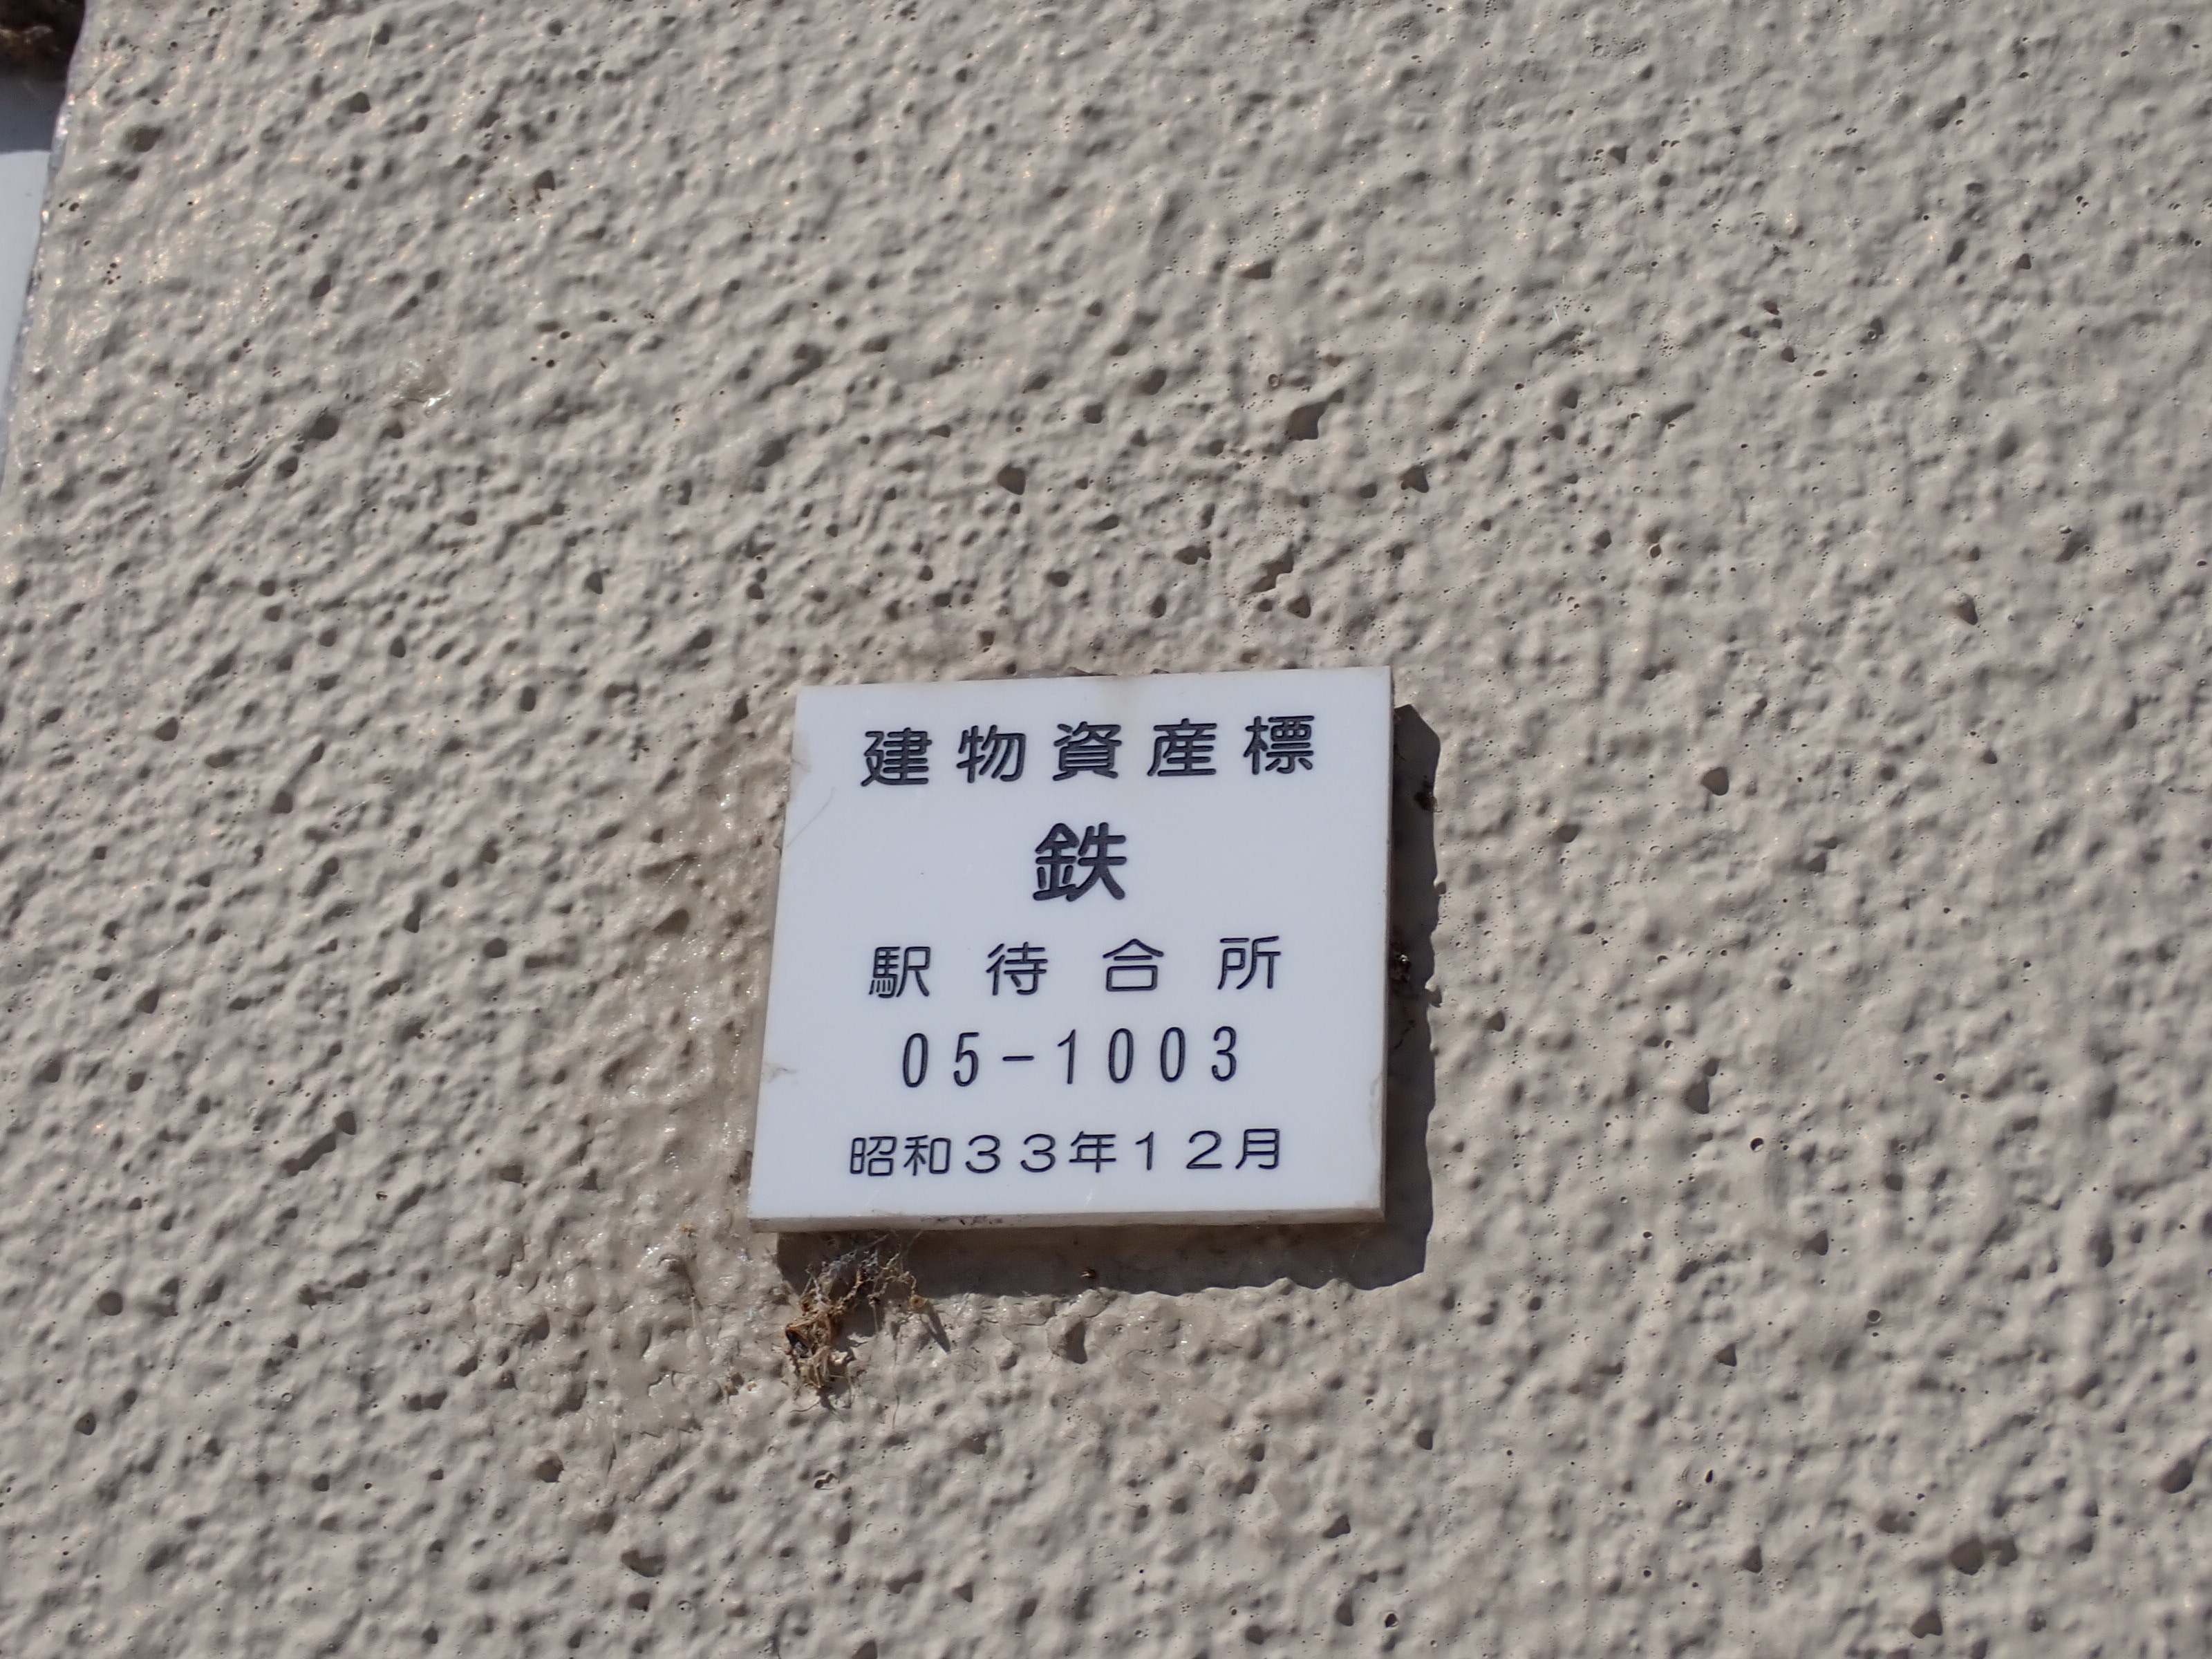 建物資産標
鉄
駅待合所
05-1003
昭和33年12月